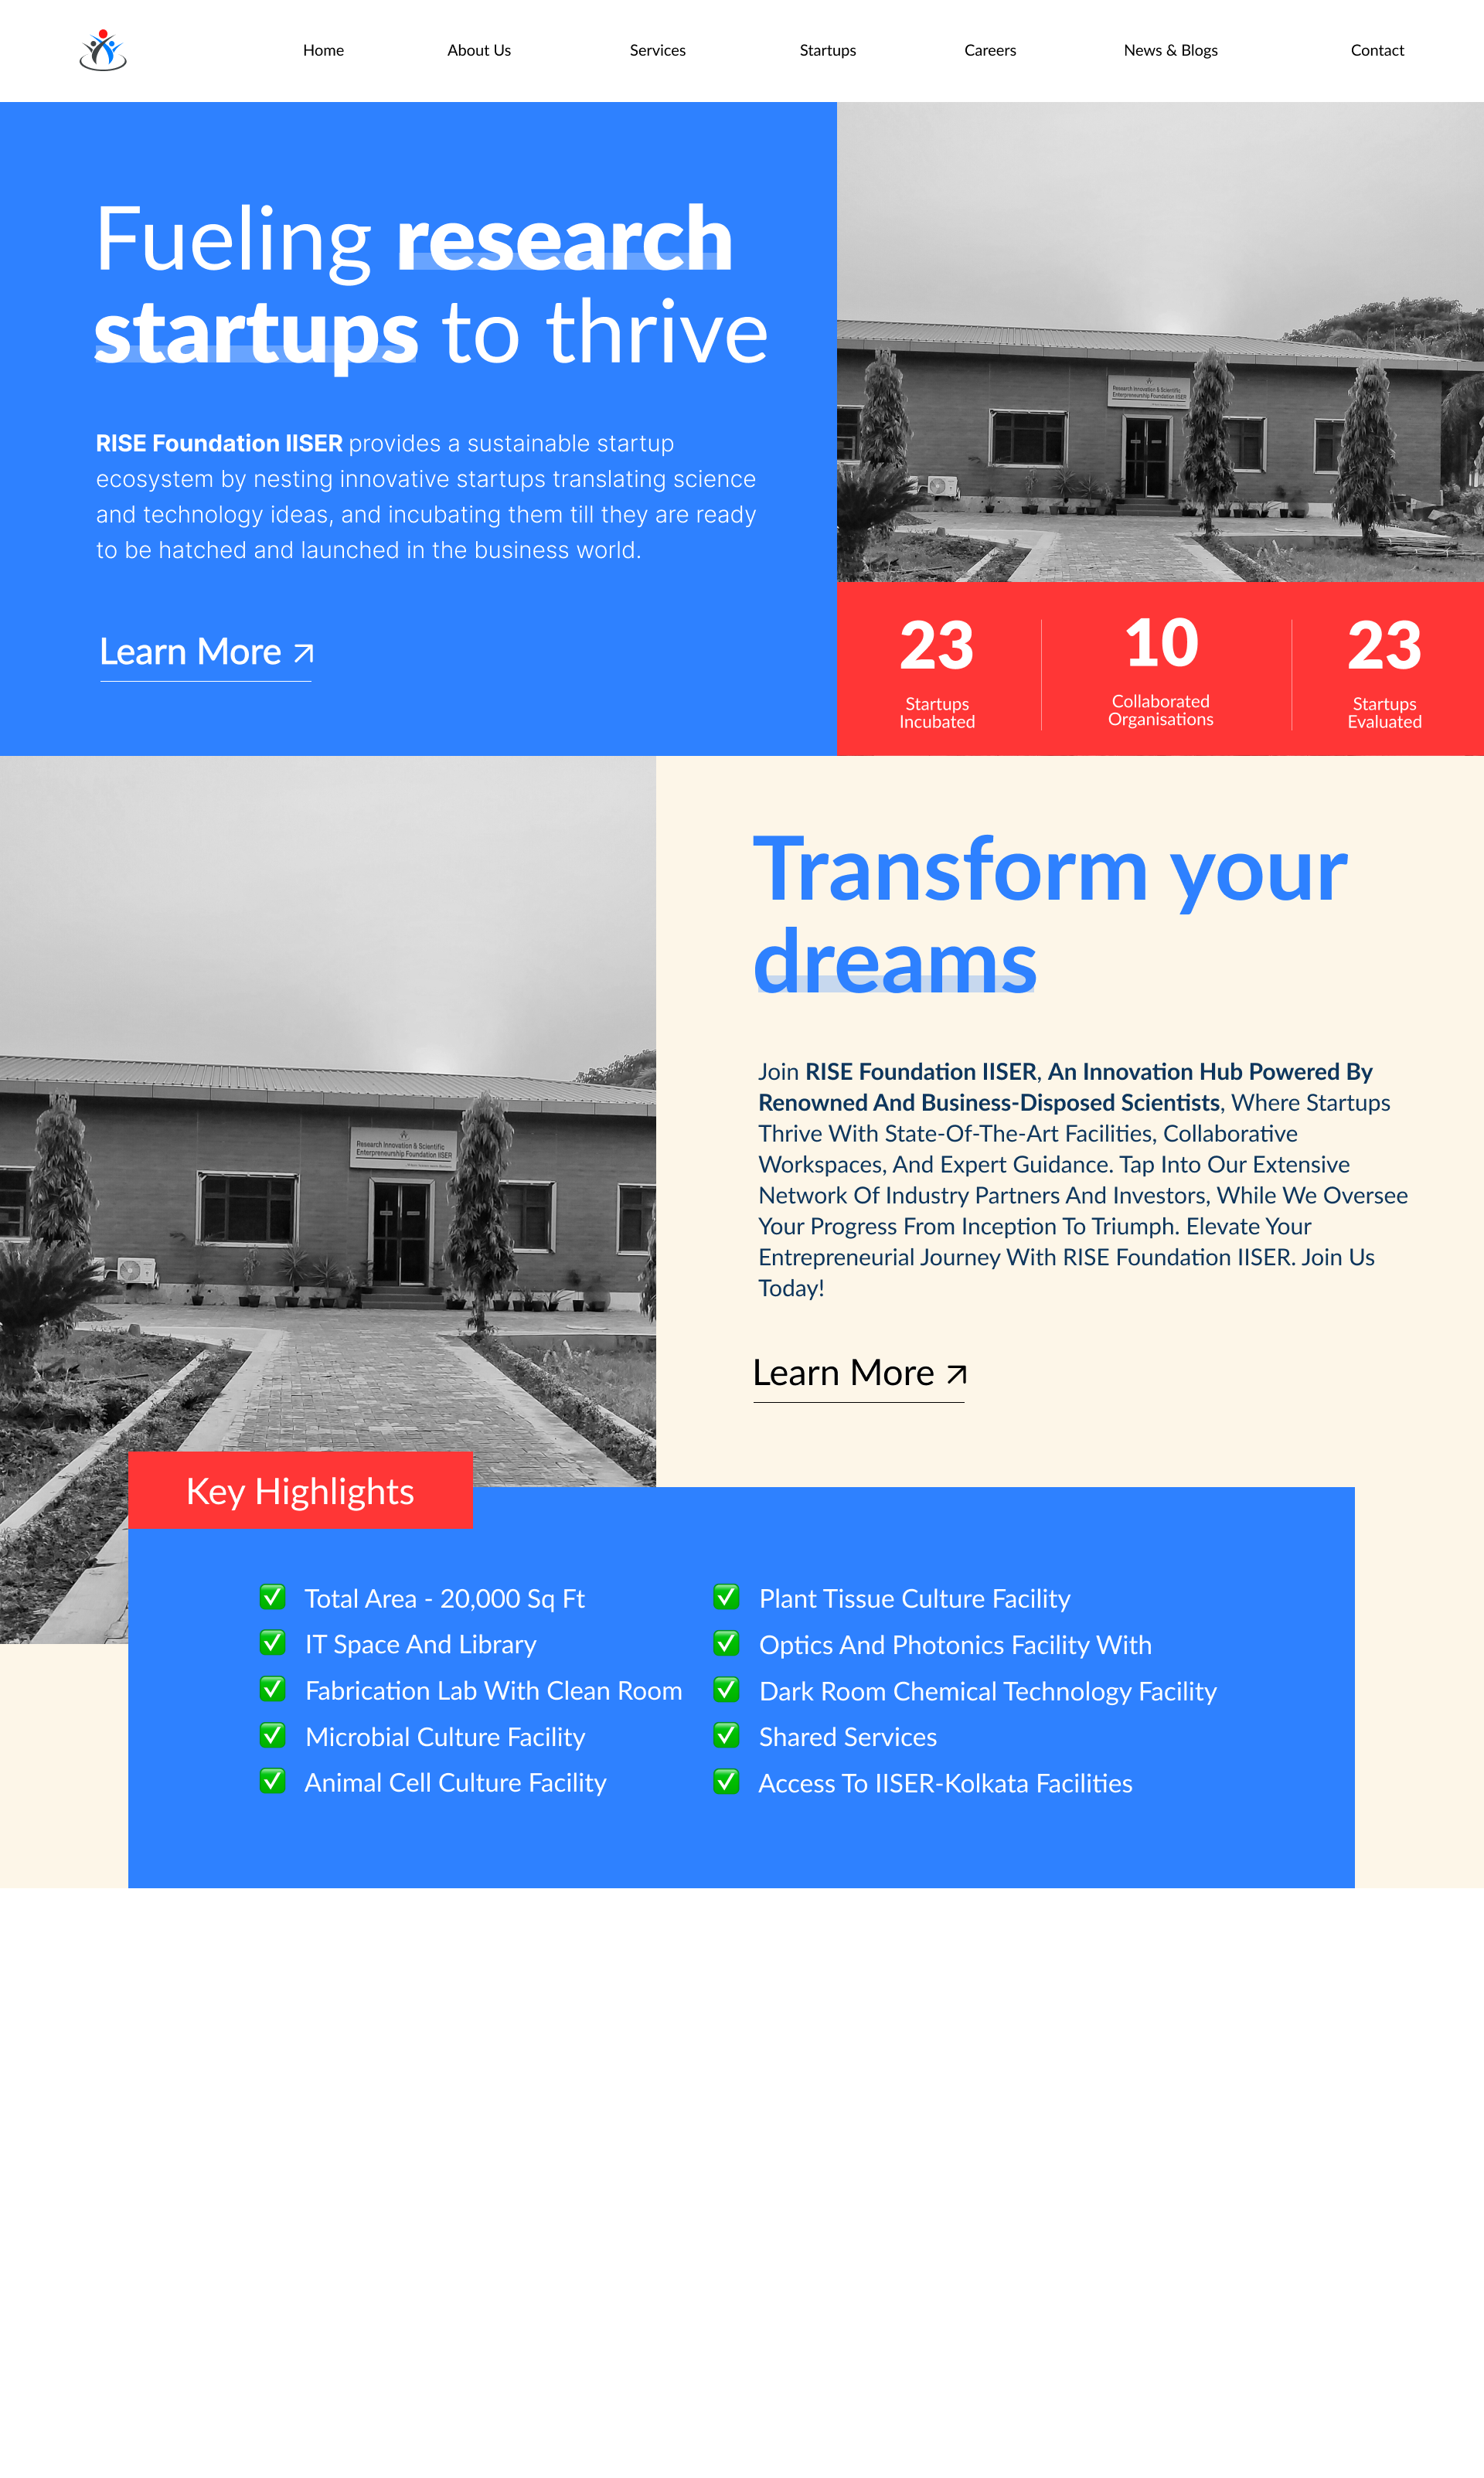 Home
About Us
Services
Startups
Careers
News & Blogs
Contact
Fueling research
startups to thrive
RISE Foundation IISER provides a sustainable startup
ecosystem by nesting innovative startups translating science
and technology ideas, and incubating them till they are ready
to be hatched and launched in the business world.
Learn More
Research Innovation & Scientific
Enterpreneurship Foundation IISER
23
Startups
Incubated
10
Collaborated
Organisations
23
Startups
Evaluated
Research Innovation & Scientific
Enterpreneurship Foundation IISER
Transform your
dreams
Join RISE Foundation IISER, An Innovation Hub Powered By
Renowned And Business-Disposed Scientists, Where Startups
Thrive With State-Of-The-Art Facilities, Collaborative
Workspaces, And Expert Guidance. Tap Into Our Extensive
Network Of Industry Partners And Investors, While We Oversee
Your Progress From Inception To Triumph. Elevate Your
Entrepreneurial Journey With RISE Foundation IISER. Join Us
Today!
Learn More
Key Highlights
Total Area - 20,000 Sq Ft
IT Space And Library
Fabrication Lab With Clean Room
Microbial Culture Facility
Animal Cell Culture Facility
Plant Tissue Culture Facility
Optics And Photonics Facility With
Dark Room Chemical Technology Facility
Shared Services
Access To IISER-Kolkata Facilities